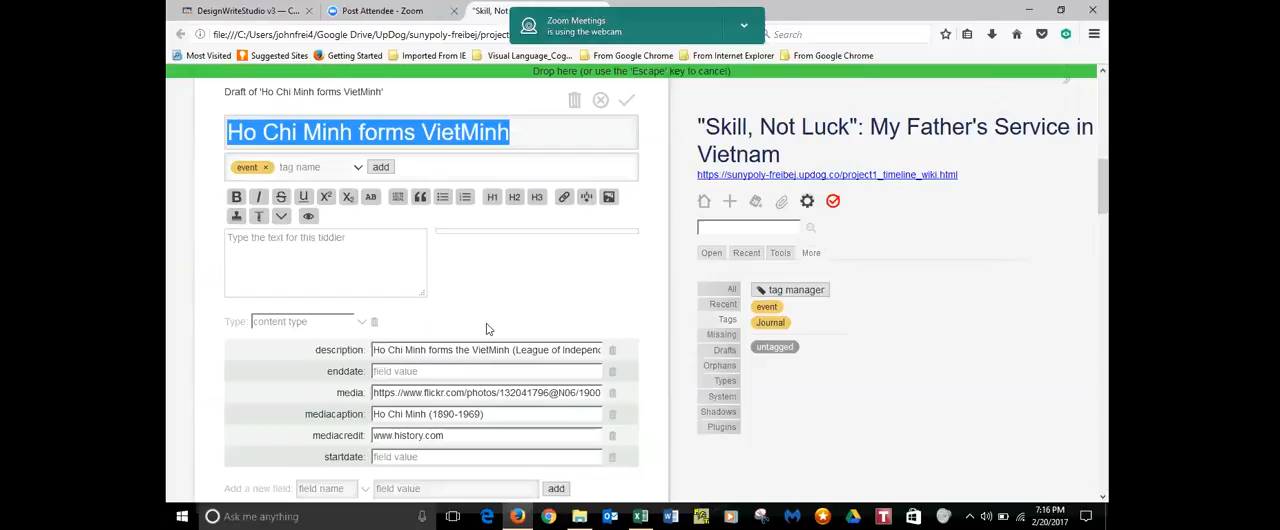 DesignWriteStudio v3 — C...
Post Attendee - Zoom
"Skill,
Zoom Meetings
is using the webcam
file:///C:/Users/johnfrei4/Google Drive/UpDog/sunypoly-freibej/project
Search
Most Visited
Suggested Sites
Getting Started
Imported From IE
Visual Language_Cog...
From Google Chrome
From Internet Explorer
From Google Chrome
Drop here (or use the 'Escape' key to cancel)
Draft of 'Ho Chi Minh forms VietMinh'
Ho Chi Minh forms VietMinh
event ×
tag name
add
B I S U X² X₂ AB
H1 H2 H3
Type the text for this tiddler
Type: content type
description: Ho Chi Minh forms the VietMinh (League of Indepenc
enddate: field value
media: https://www.flickr.com/photos/132041796@N06/1900
mediacaption: Ho Chi Minh (1890-1969)
mediacredit: www.history.com
startdate: field value
Add a new field: field name
field value
add
"Skill, Not Luck": My Father's Service in
Vietnam
https://sunypoly-freibej.updog.co/project1_timeline_wiki.html
Open
Recent
Tools
More
All
Recent
Tags
Missing
Drafts
Orphans
Types
System
Shadows
Plugins
tag manager
event
Journal
untagged
Ask me anything
7:16 PM
2/20/2017